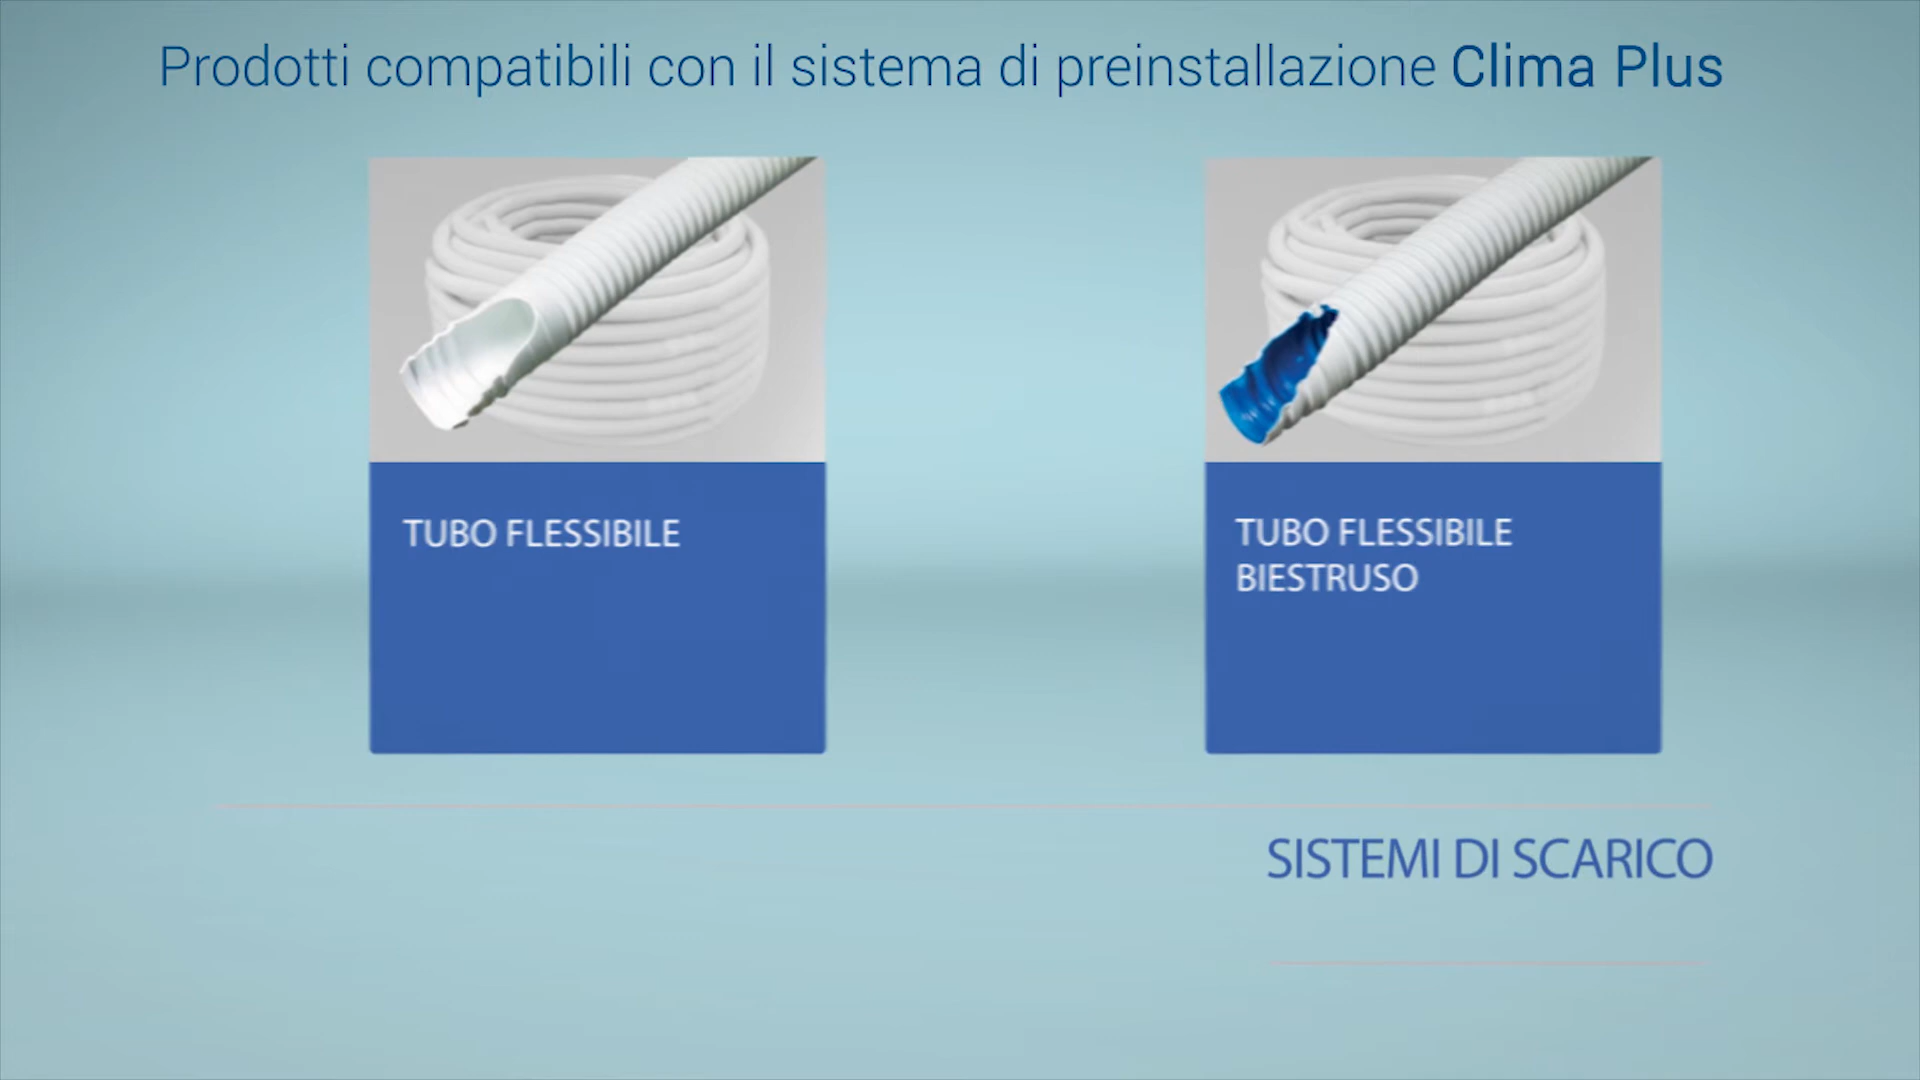 Prodotti compatibili con il sistema di preinstallazione Clima Plus
TUBO FLESSIBILE
TUBO FLESSIBILE
BIESTRUSO
SISTEMI DI SCARICO